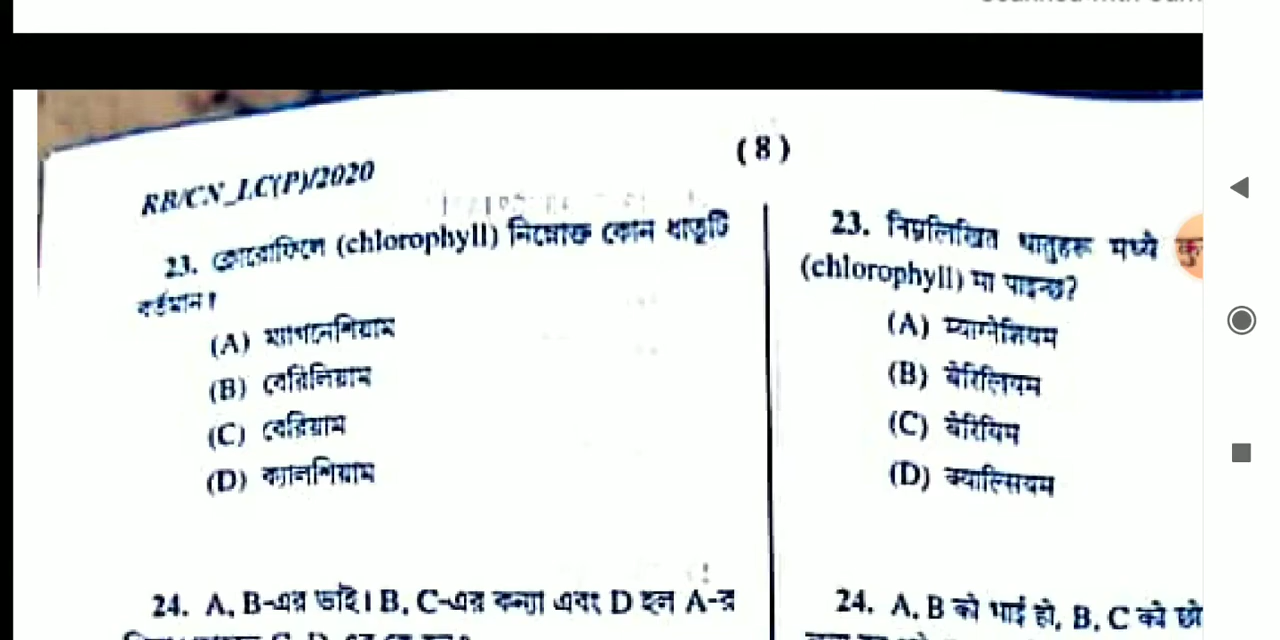 RB/CN_LC(P)/2020
(8)
23. ক্লোরোফিলে (chlorophyll) নিম্নোক্ত কোন ধাতুটি
বর্তমান?
(A) ম্যাগনেশিয়াম
(B) বেরিলিয়াম
(C) বেরিয়াম
(D) ক্যালশিয়াম
24. A, B-এর ভাই। B, C-এর কন্যা এবং D হল A-র
23. निम्नलिखित धातुहरू मध्ये कु
(chlorophyll) मा पाइन्छ?
(A) म्याग्नेशियम
(B) बेरिलियम
(C) बेरियिम
(D) क्याल्सियम
24. A, B को भाई हो, B, C को छो